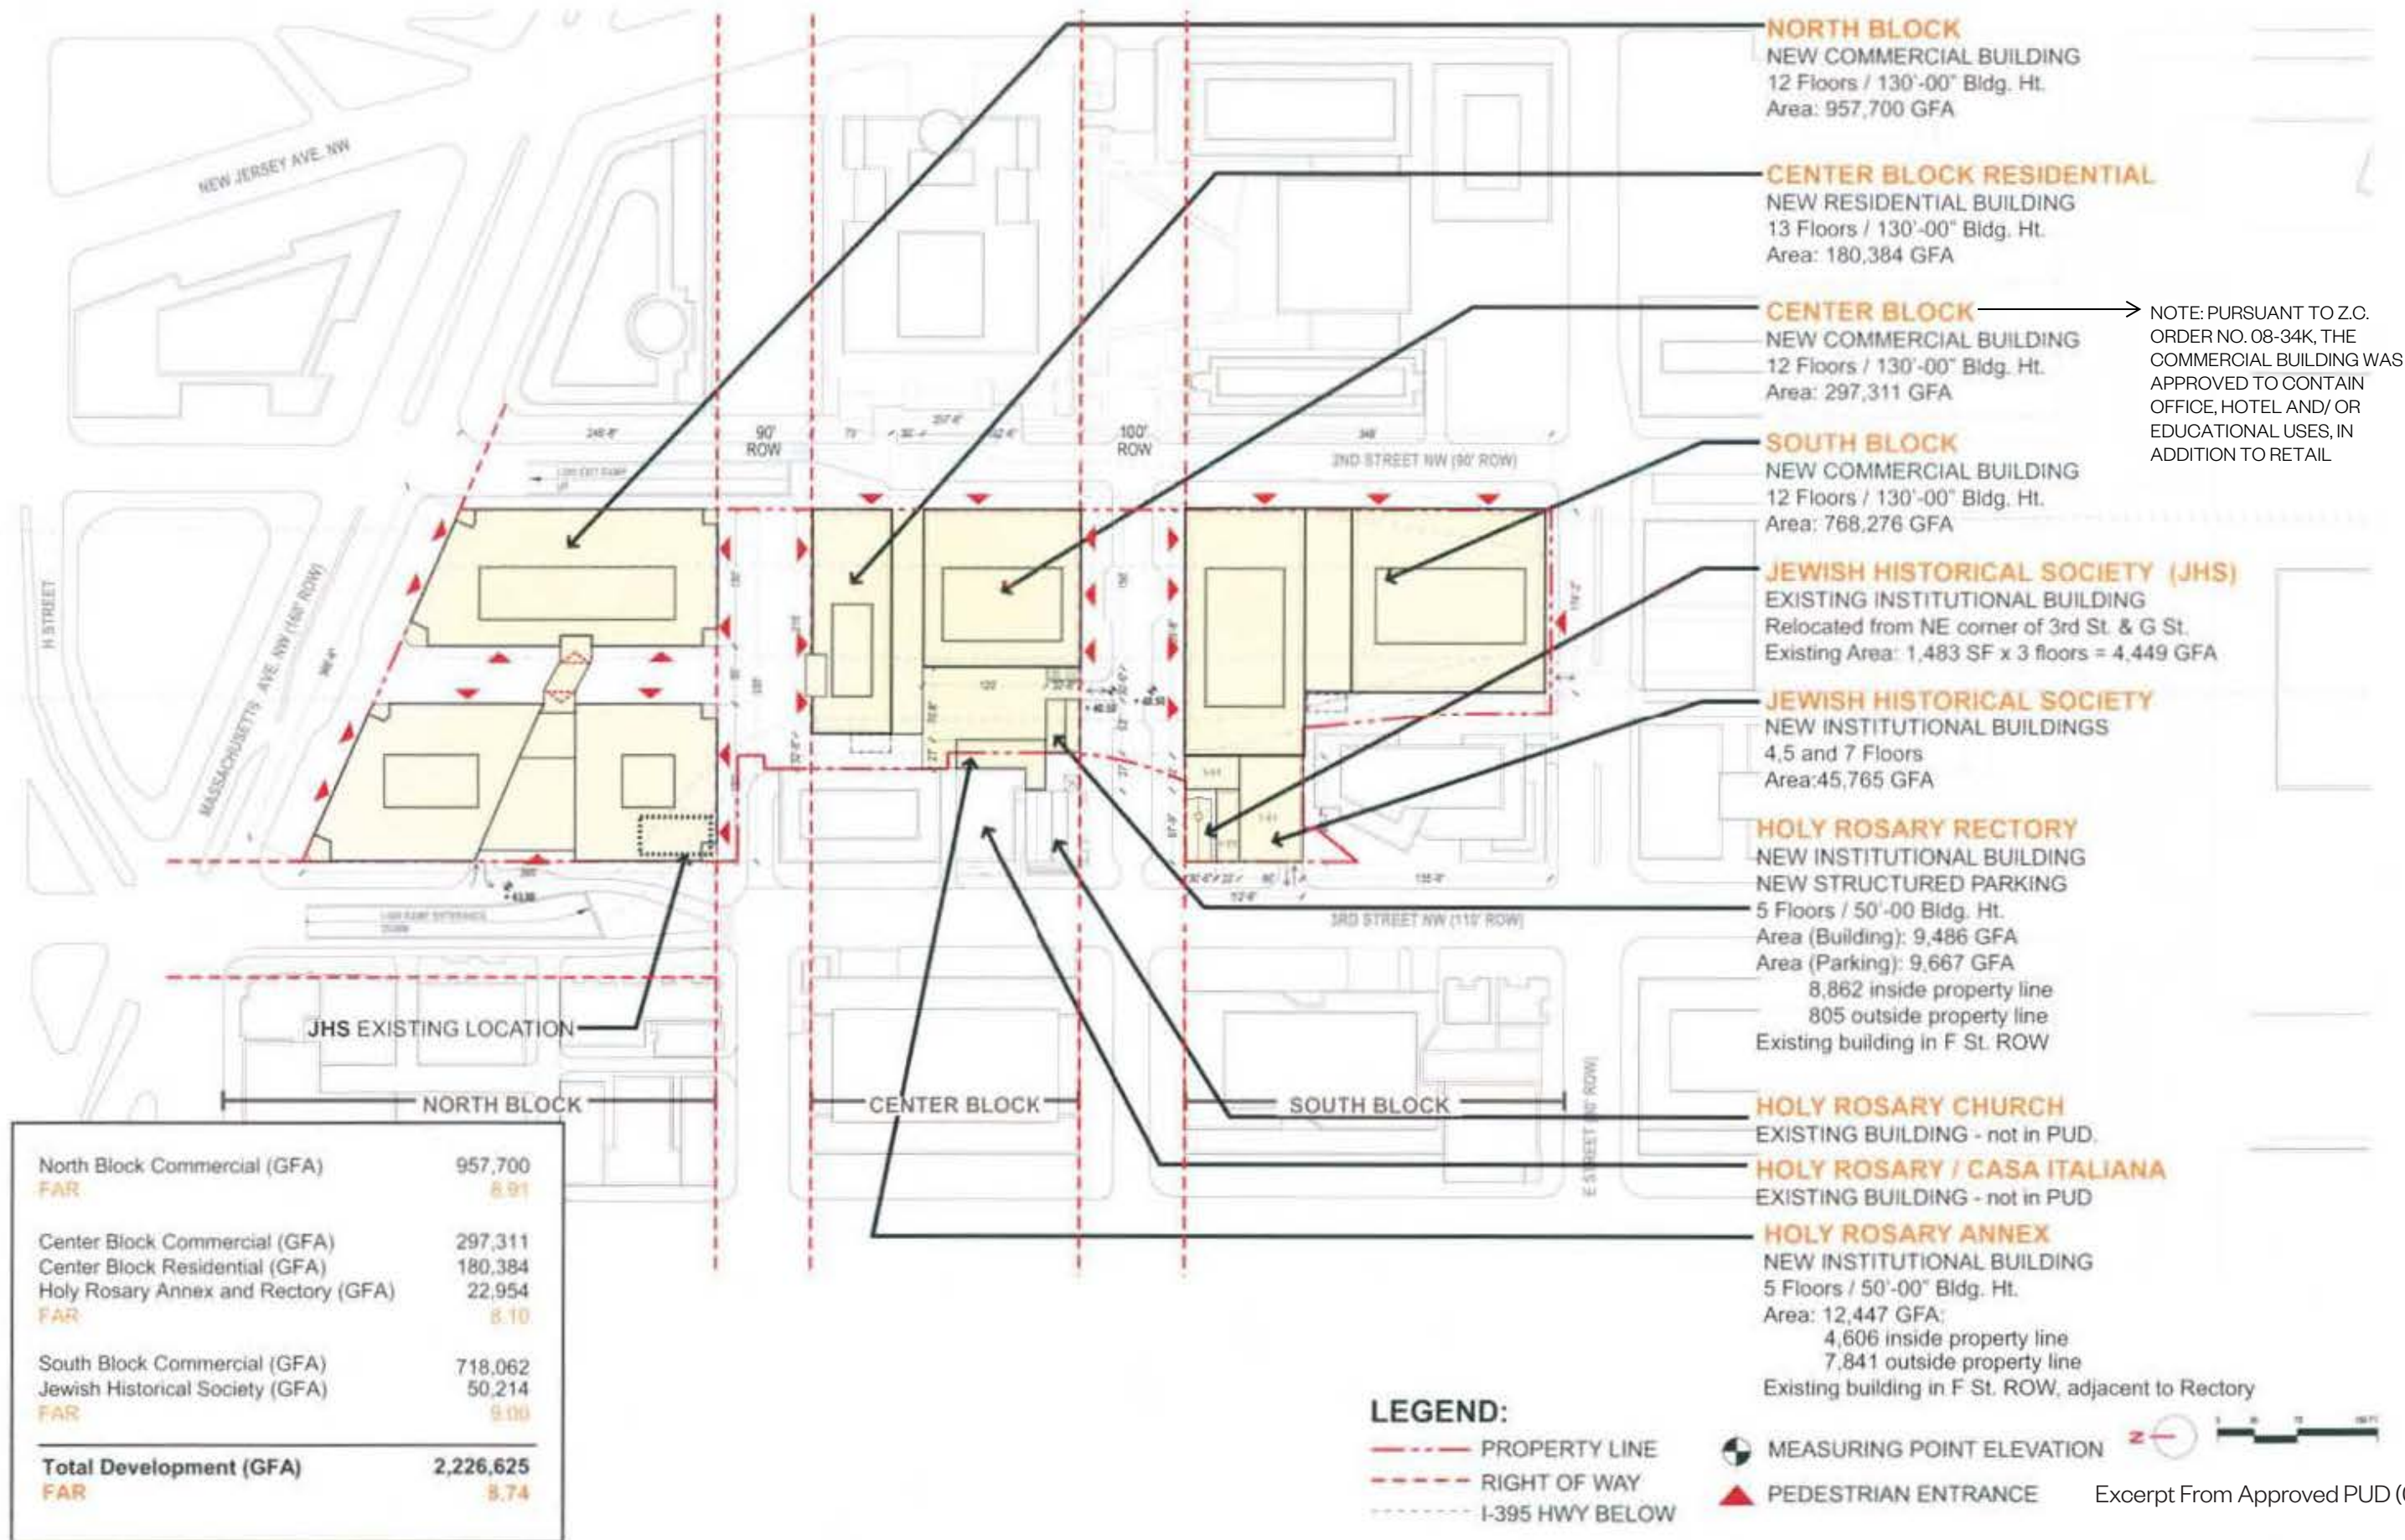 NORTH BLOCK
NEW COMMERCIAL BUILDING
12 Floors / 130'-00" Bldg. Ht.
Area: 957,700 GFA
CENTER BLOCK RESIDENTIAL
NEW RESIDENTIAL BUILDING
13 Floors / 130'-00" Bldg. Ht.
Area: 180,384 GFA
CENTER BLOCK
NEW COMMERCIAL BUILDING
12 Floors / 130'-00" Bldg. Ht.
Area: 297,311 GFA
NOTE: PURSUANT TO Z.C.
ORDER NO. 08-34K, THE
COMMERCIAL BUILDING WAS
APPROVED TO CONTAIN
OFFICE, HOTEL AND/ OR
EDUCATIONAL USES, IN
ADDITION TO RETAIL
SOUTH BLOCK
NEW COMMERCIAL BUILDING
12 Floors / 130'-00" Bldg. Ht.
Area: 768,276 GFA
JEWISH HISTORICAL SOCIETY (JHS)
EXISTING INSTITUTIONAL BUILDING
Relocated from NE corner of 3rd St. & G St.
Existing Area: 1,483 SF x 3 floors = 4,449 GFA
JEWISH HISTORICAL SOCIETY
NEW INSTITUTIONAL BUILDINGS
4,5 and 7 Floors
Area:45,765 GFA
HOLY ROSARY RECTORY
NEW INSTITUTIONAL BUILDING
NEW STRUCTURED PARKING
5 Floors / 50'-00 Bldg. Ht.
Area (Building): 9,486 GFA
Area (Parking): 9,667 GFA
8,862 inside property line
805 outside property line
Existing building in F St. ROW
HOLY ROSARY CHURCH
EXISTING BUILDING - not in PUD.
HOLY ROSARY / CASA ITALIANA
EXISTING BUILDING - not in PUD
HOLY ROSARY ANNEX
NEW INSTITUTIONAL BUILDING
5 Floors / 50'-00" Bldg. Ht.
Area: 12,447 GFA:
4,606 inside property line
7,841 outside property line
Existing building in F St. ROW, adjacent to Rectory
NEW JERSEY AVE. NW
H STREET
MASSACHUSETTS AVE. NW (160' ROW)
90'
ROW
100'
ROW
348'
2ND STREET NW (90' ROW)
3RD STREET NW (110' ROW)
E STREET
120'
JHS EXISTING LOCATION
NORTH BLOCK
CENTER BLOCK
SOUTH BLOCK
North Block Commercial (GFA) 957,700
FAR 8.91
Center Block Commercial (GFA) 297,311
Center Block Residential (GFA) 180,384
Holy Rosary Annex and Rectory (GFA) 22,954
FAR 8.10
South Block Commercial (GFA) 718,062
Jewish Historical Society (GFA) 50,214
FAR 9.00
Total Development (GFA) 2,226,625
FAR 8.74
LEGEND:
PROPERTY LINE
RIGHT OF WAY
I-395 HWY BELOW
MEASURING POINT ELEVATION
PEDESTRIAN ENTRANCE
Z
Excerpt From Approved PUD (